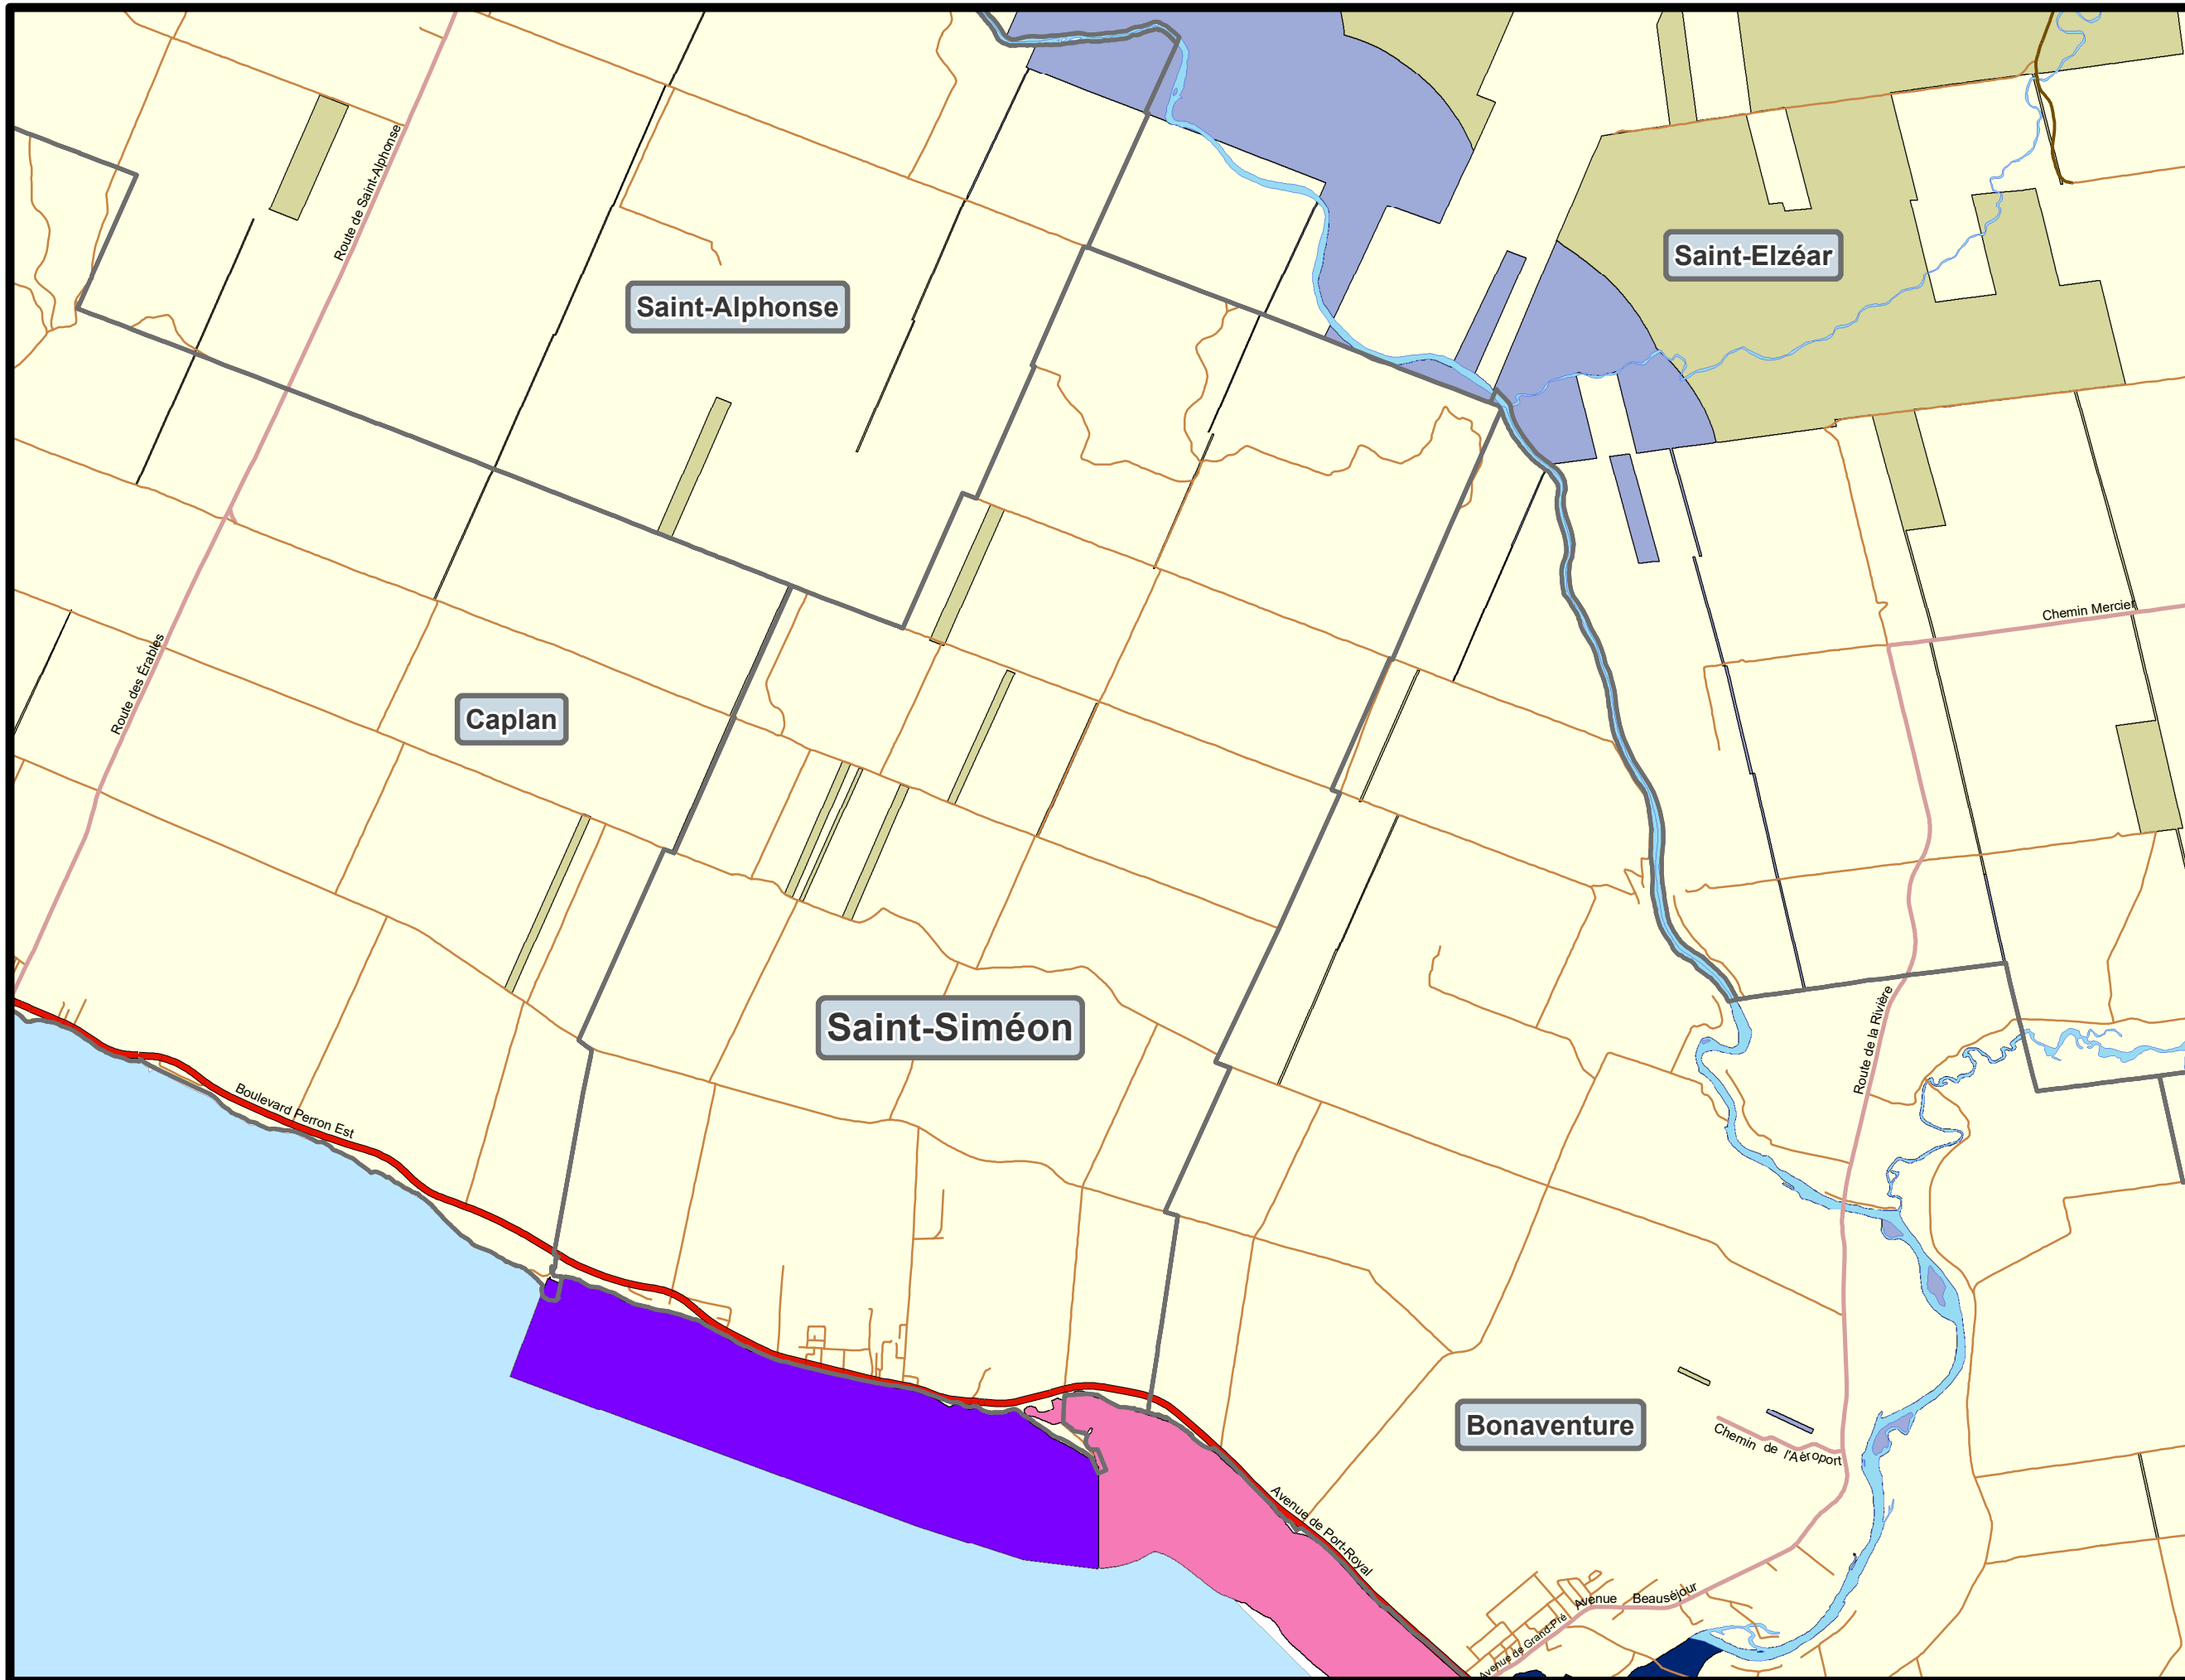 Route de Saint-Alphonse
Saint-Elzéar
Saint-Alphonse
Chemin Mercier
Route des Érables
Caplan
Saint-Siméon
Route de la Rivière
Boulevard Perron Est
Bonaventure
Chemin de l'Aéroport
Avenue de Port-Royal
Avenue Beauséjour
Avenue de Grand-Pré